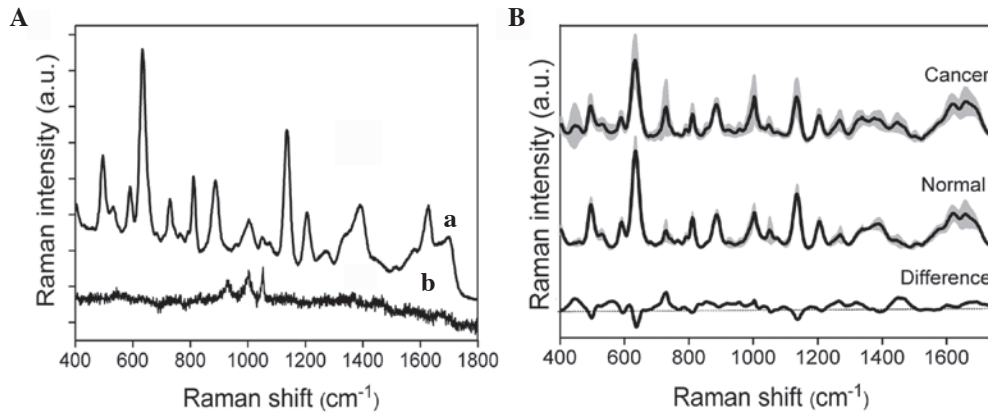 A
Raman intensity (a.u.)
a
b
400 600 800 1000 1200 1400 1600 1800
Raman shift (cm⁻¹)
B
Raman intensity (a.u.)
Cancer
Normal
Difference
400 600 800 1000 1200 1400 1600
Raman shift (cm⁻¹)